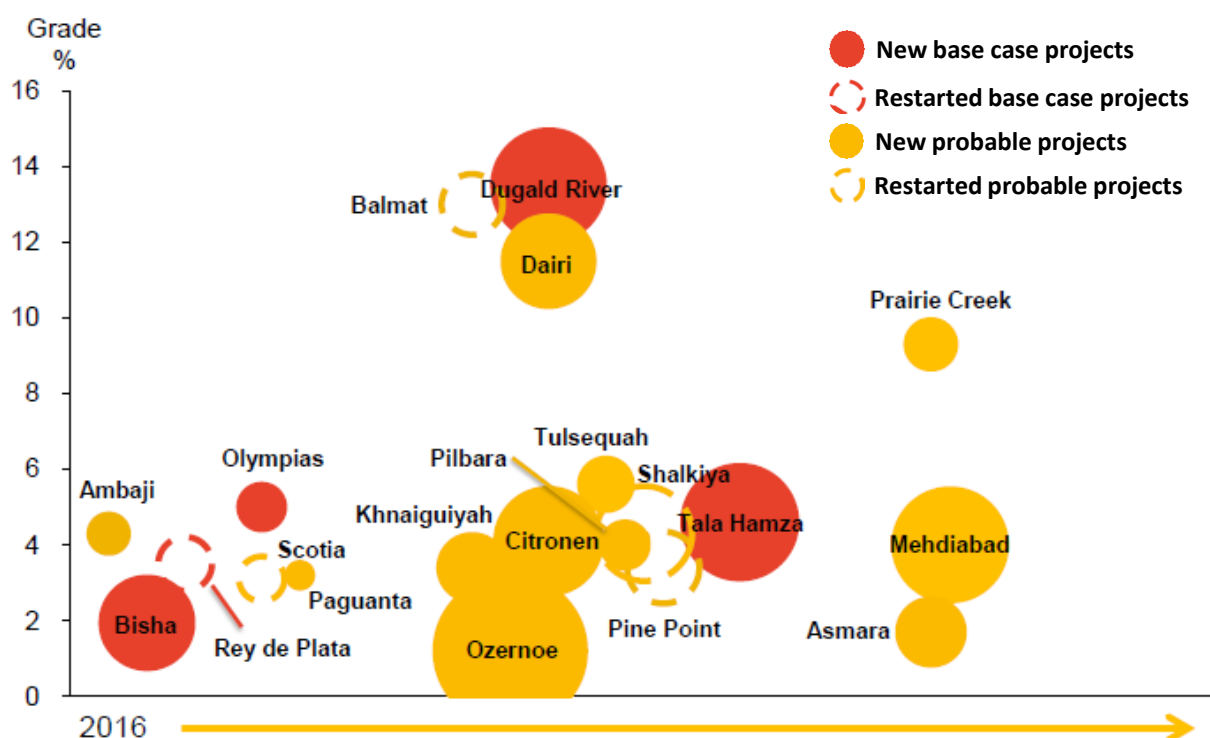 Grade
%
16
14
12
10
8
6
4
2
0
2016
New base case projects
Restarted base case projects
New probable projects
Restarted probable projects
Balmat
Dugald River
Dairi
Prairie Creek
Tulsequah
Pilbara
Shalkiya
Olympias
Ambaji
Khnaiguiyah
Citronen
Tala Hamza
Mehdiabad
Scotia
Paguanta
Bisha
Rey de Plata
Pine Point
Asmara
Ozernoe